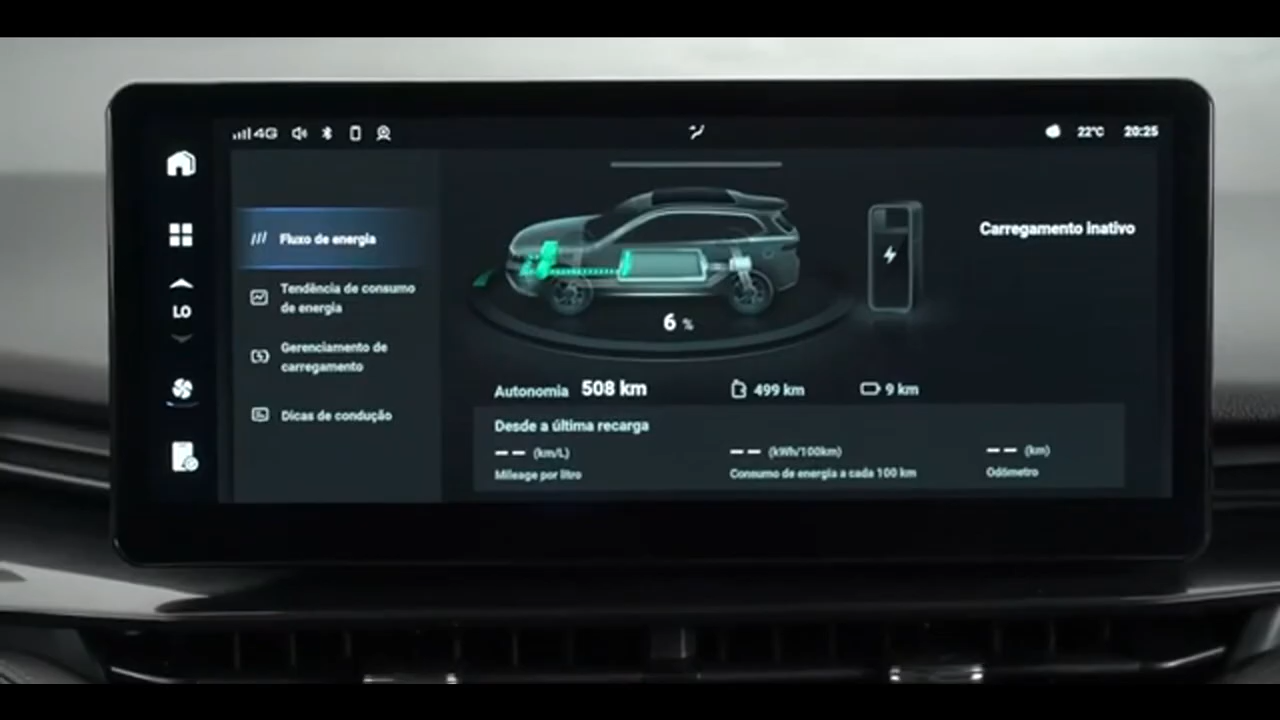 4G
22°C 20:25
LO
Fluxo de energia
Tendência de consumo
de energia
Gerenciamento de
carregamento
Dicas de condução
Carregamento inativo
6 %
Autonomia 508 km 499 km 9 km
Desde a última recarga
-- (km/L) -- (kWh/100km) -- (km)
Mileage por litro Consumo de energia a cada 100 km Odômetro